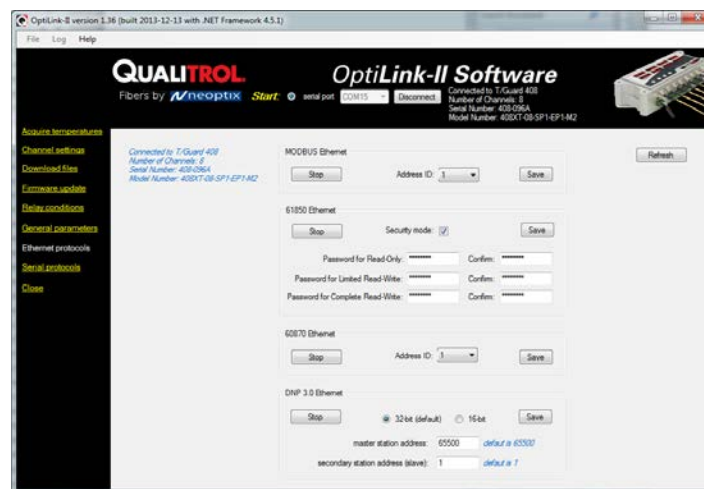 OptiLink-II version 1.36 (built 2013-12-13 with .NET Framework 4.5.1)
File Log Help
QUALITROL
Fibers by neoptix
OptiLink-II Software
Start: serial port COM15 Disconnect
Connected to T/Guard 408
Number of Channels: 8
Serial Number: 408-096A
Model Number: 408XT-08-SP1-EP1-M2
Acquire temperatures
Channel settings
Download files
Firmware update
Relay conditions
General parameters
Ethernet protocols
Serial protocols
Close
Connected to T/Guard 408
Number of Channels: 8
Serial Number: 408-096A
Model Number: 408XT-08-SP1-EP1-M2
Refresh
MODBUS Ethernet
Stop Address ID: 1 Save
61850 Ethernet
Stop Security mode: Save
Password for Read-Only: ******** Confirm: ********
Password for Limited Read-Write: ******** Confirm: ********
Password for Complete Read-Write: ******** Confirm: ********
60870 Ethernet
Stop Address ID: 1 Save
DNP 3.0 Ethernet
Stop 32-bit (default) 16-bit Save
master station address: 65500 default is 65500
secondary station address (slave): 1 default is 1